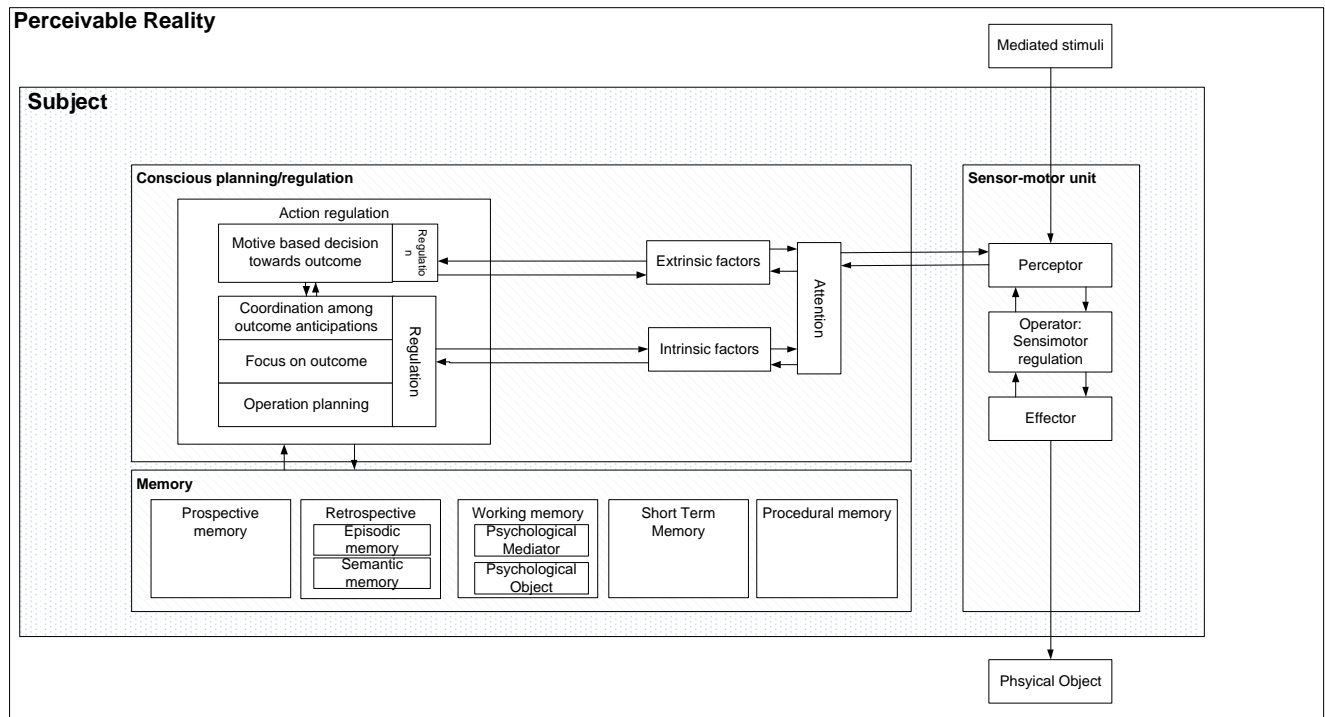 Perceivable Reality
Mediated stimuli
Subject
Conscious planning/regulation
Sensor-motor unit
Action regulation
Motive based decision
towards outcome
Regulatio
n
Extrinsic factors
Perceptor
Attention
Coordination among
outcome anticipations
Regulation
Operator:
Sensimotor
regulation
Focus on outcome
Intrinsic factors
Operation planning
Effector
Memory
Prospective
memory
Retrospective
Episodic
memory
Semantic
memory
Working memory
Psychological
Mediator
Psychological
Object
Short Term
Memory
Procedural memory
Phsyical Object